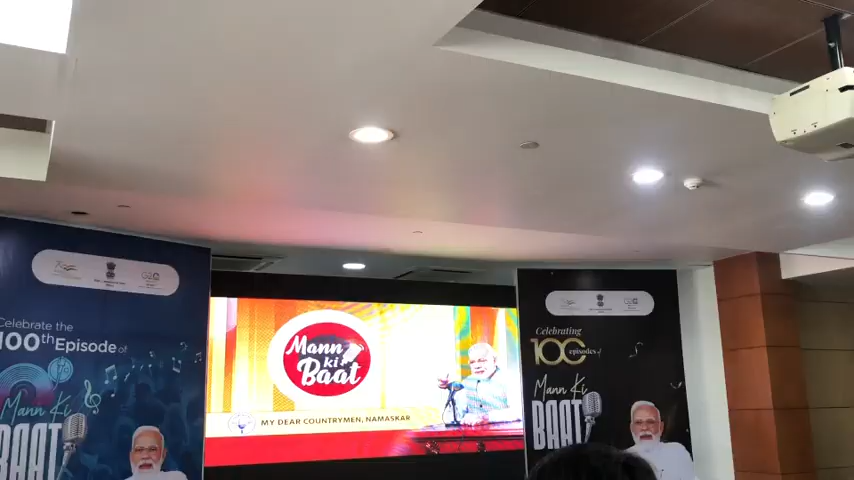 Celebrate the
100th Episode of
Mann Ki
BAAT
Mann
ki
Baat
MY DEAR COUNTRYMEN, NAMASKAR
G20
Celebrating
100 episodes of
Mann Ki
BAAT